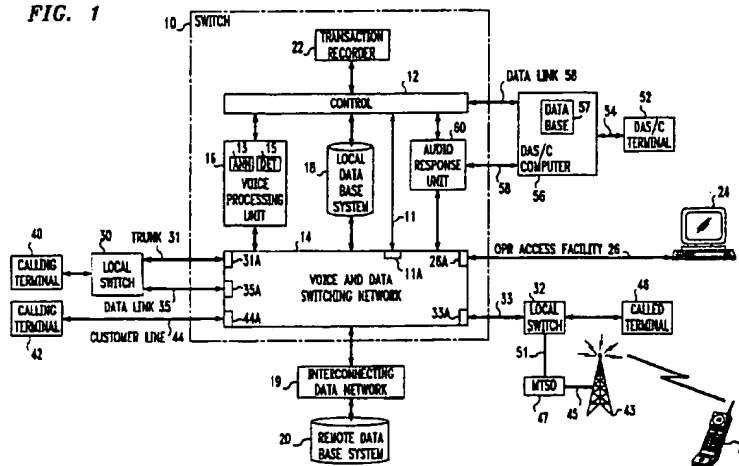 FIG. 1
10
SWITCH
TRANSACTION
RECORDER
22
12
CONTROL
DATA LINK 58
DATA
BASE
57
54
52
DAS/C
TERMINAL
DAS/C
COMPUTER
56
60
AUDIO
RESPONSE
UNIT
58
13
15
16
ANN
DET
VOICE
PROCESSING
UNIT
18
LOCAL
DATA
BASE
SYSTEM
11
24
14
40
CALLING
TERMINAL
30
LOCAL
SWITCH
TRUNK 31
31A
11A
26A
OPR ACCESS FACILITY 26
VOICE AND DATA
SWITCHING NETWORK
DATA LINK 35
35A
CALLING
TERMINAL
42
CUSTOMER LINE 44
44A
33A
33
32
LOCAL
SWITCH
48
CALLED
TERMINAL
51
19
INTERCONNECTING
DATA NETWORK
MTSO
47
45
43
20
REMOTE DATA
BASE SYSTEM